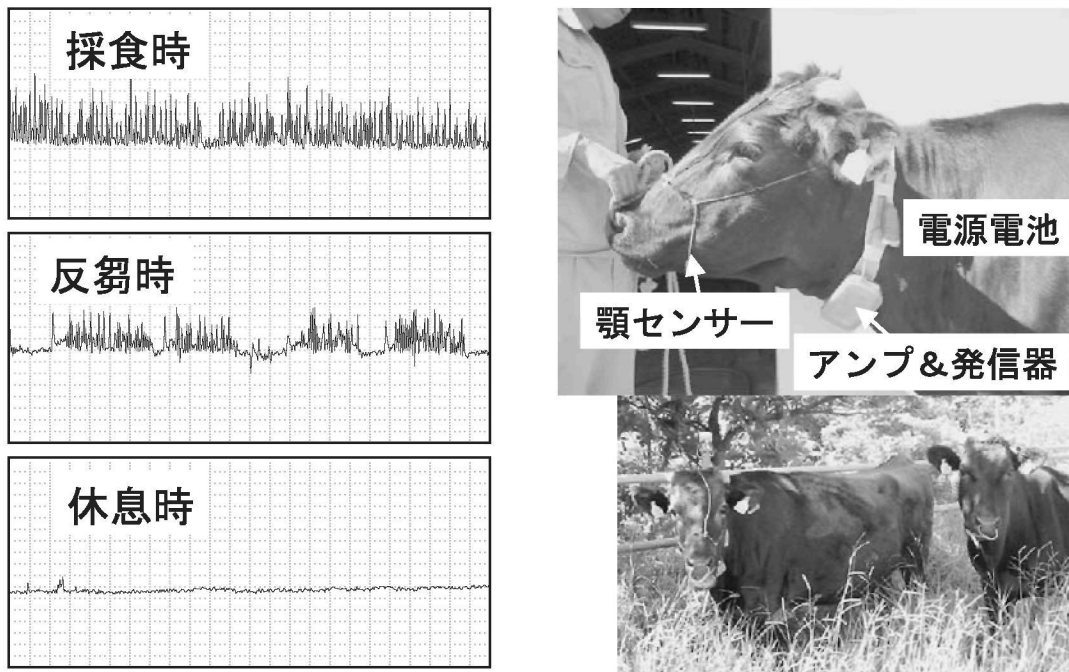 採食時
反芻時
休息時
電源電池
顎センサー
アンプ&発信器